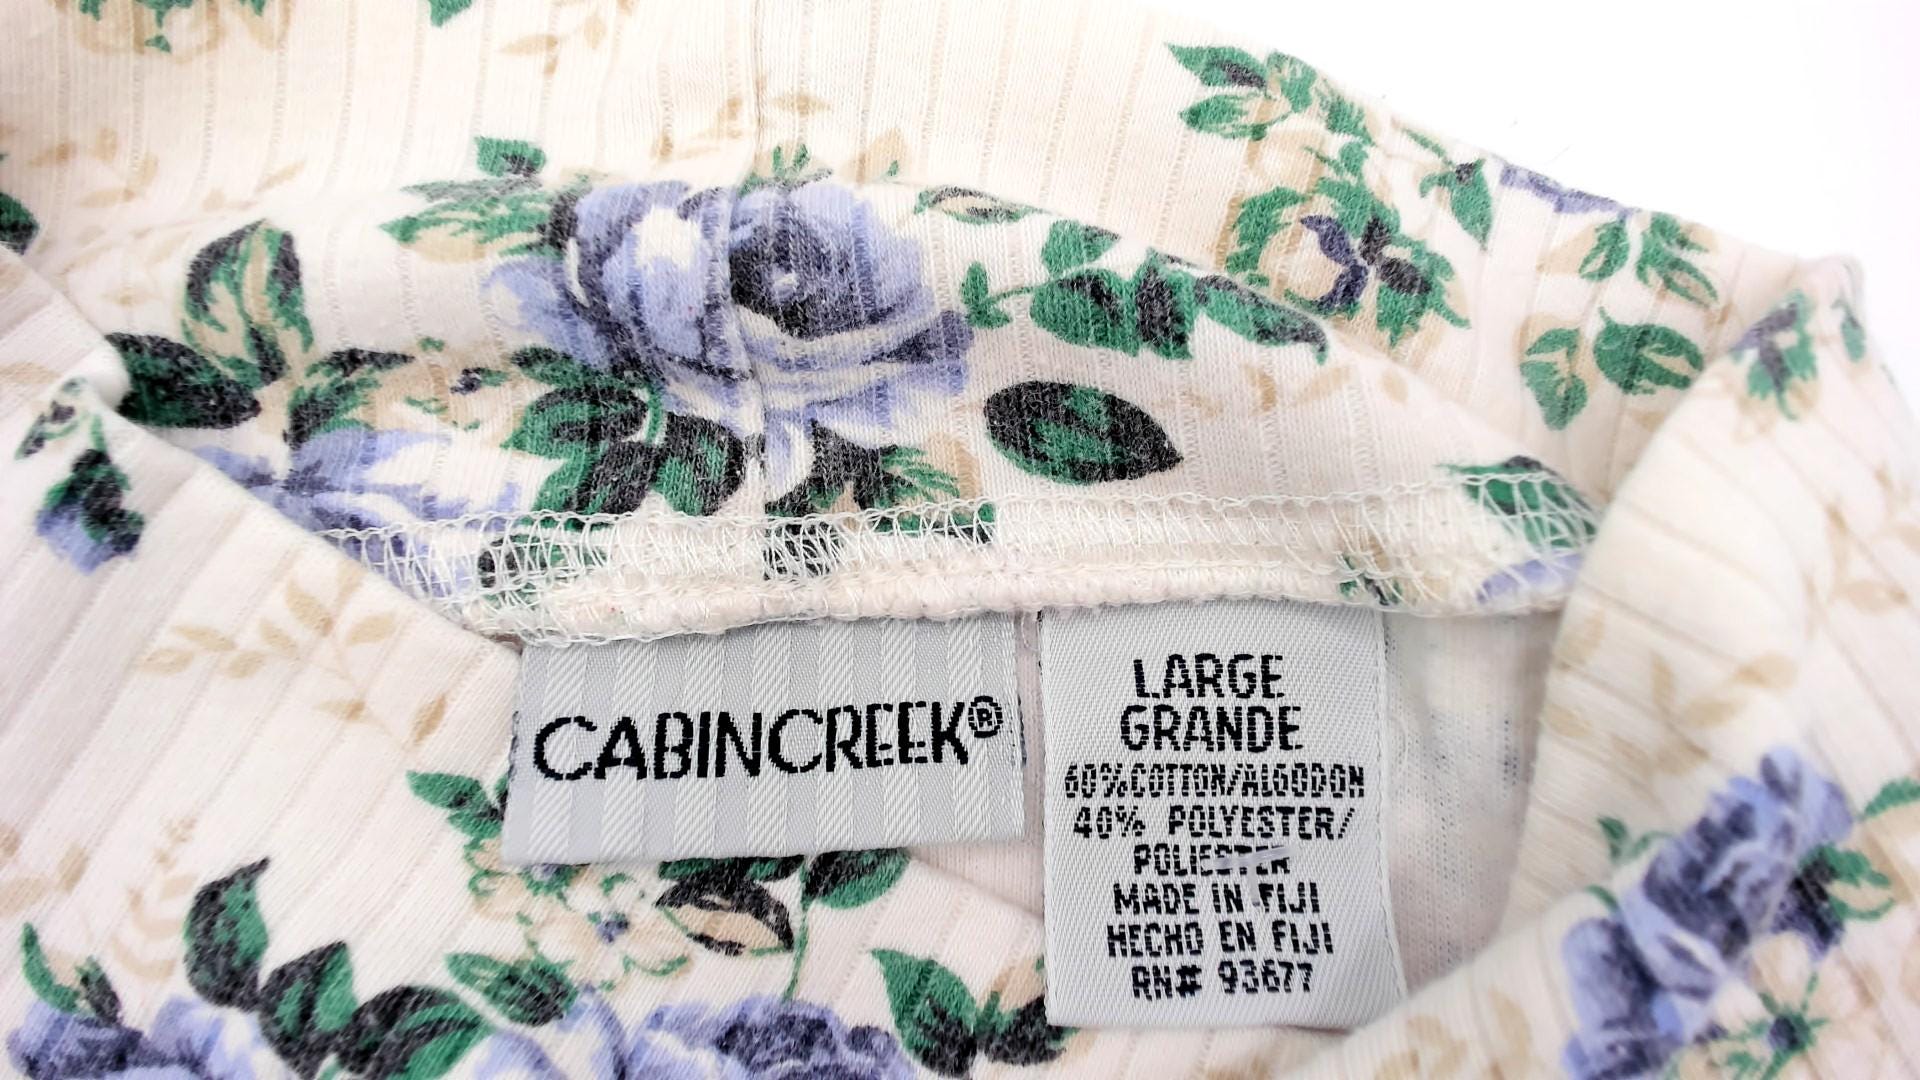 CABINCREEK®
LARGE
GRANDE
60%COTTON/ALGODON
40% POLYESTER/
POLIESTER
MADE IN FIJI
HECHO EN FIJI
RN# 93677